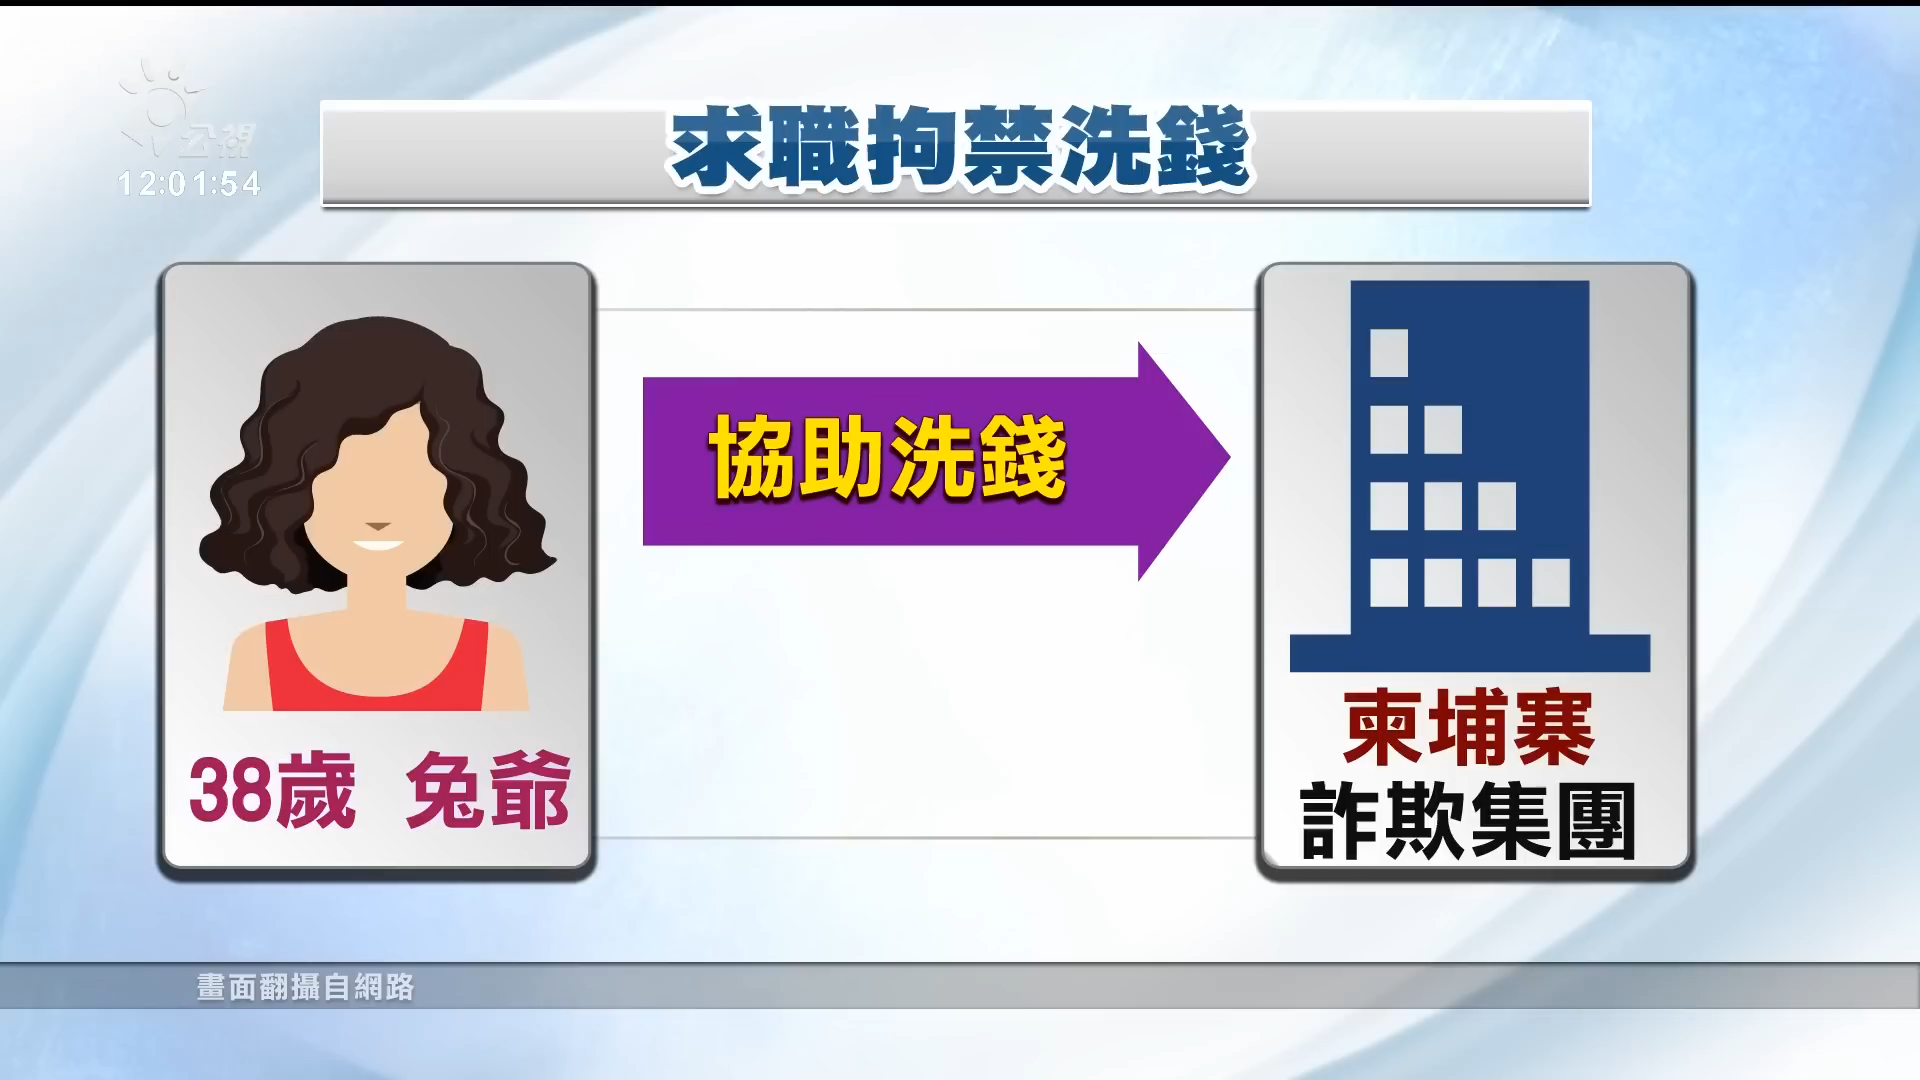 公視
12:01:54
求職拘禁洗錢
協助洗錢
38歲 兔爺
柬埔寨
詐欺集團
畫面翻攝自網路